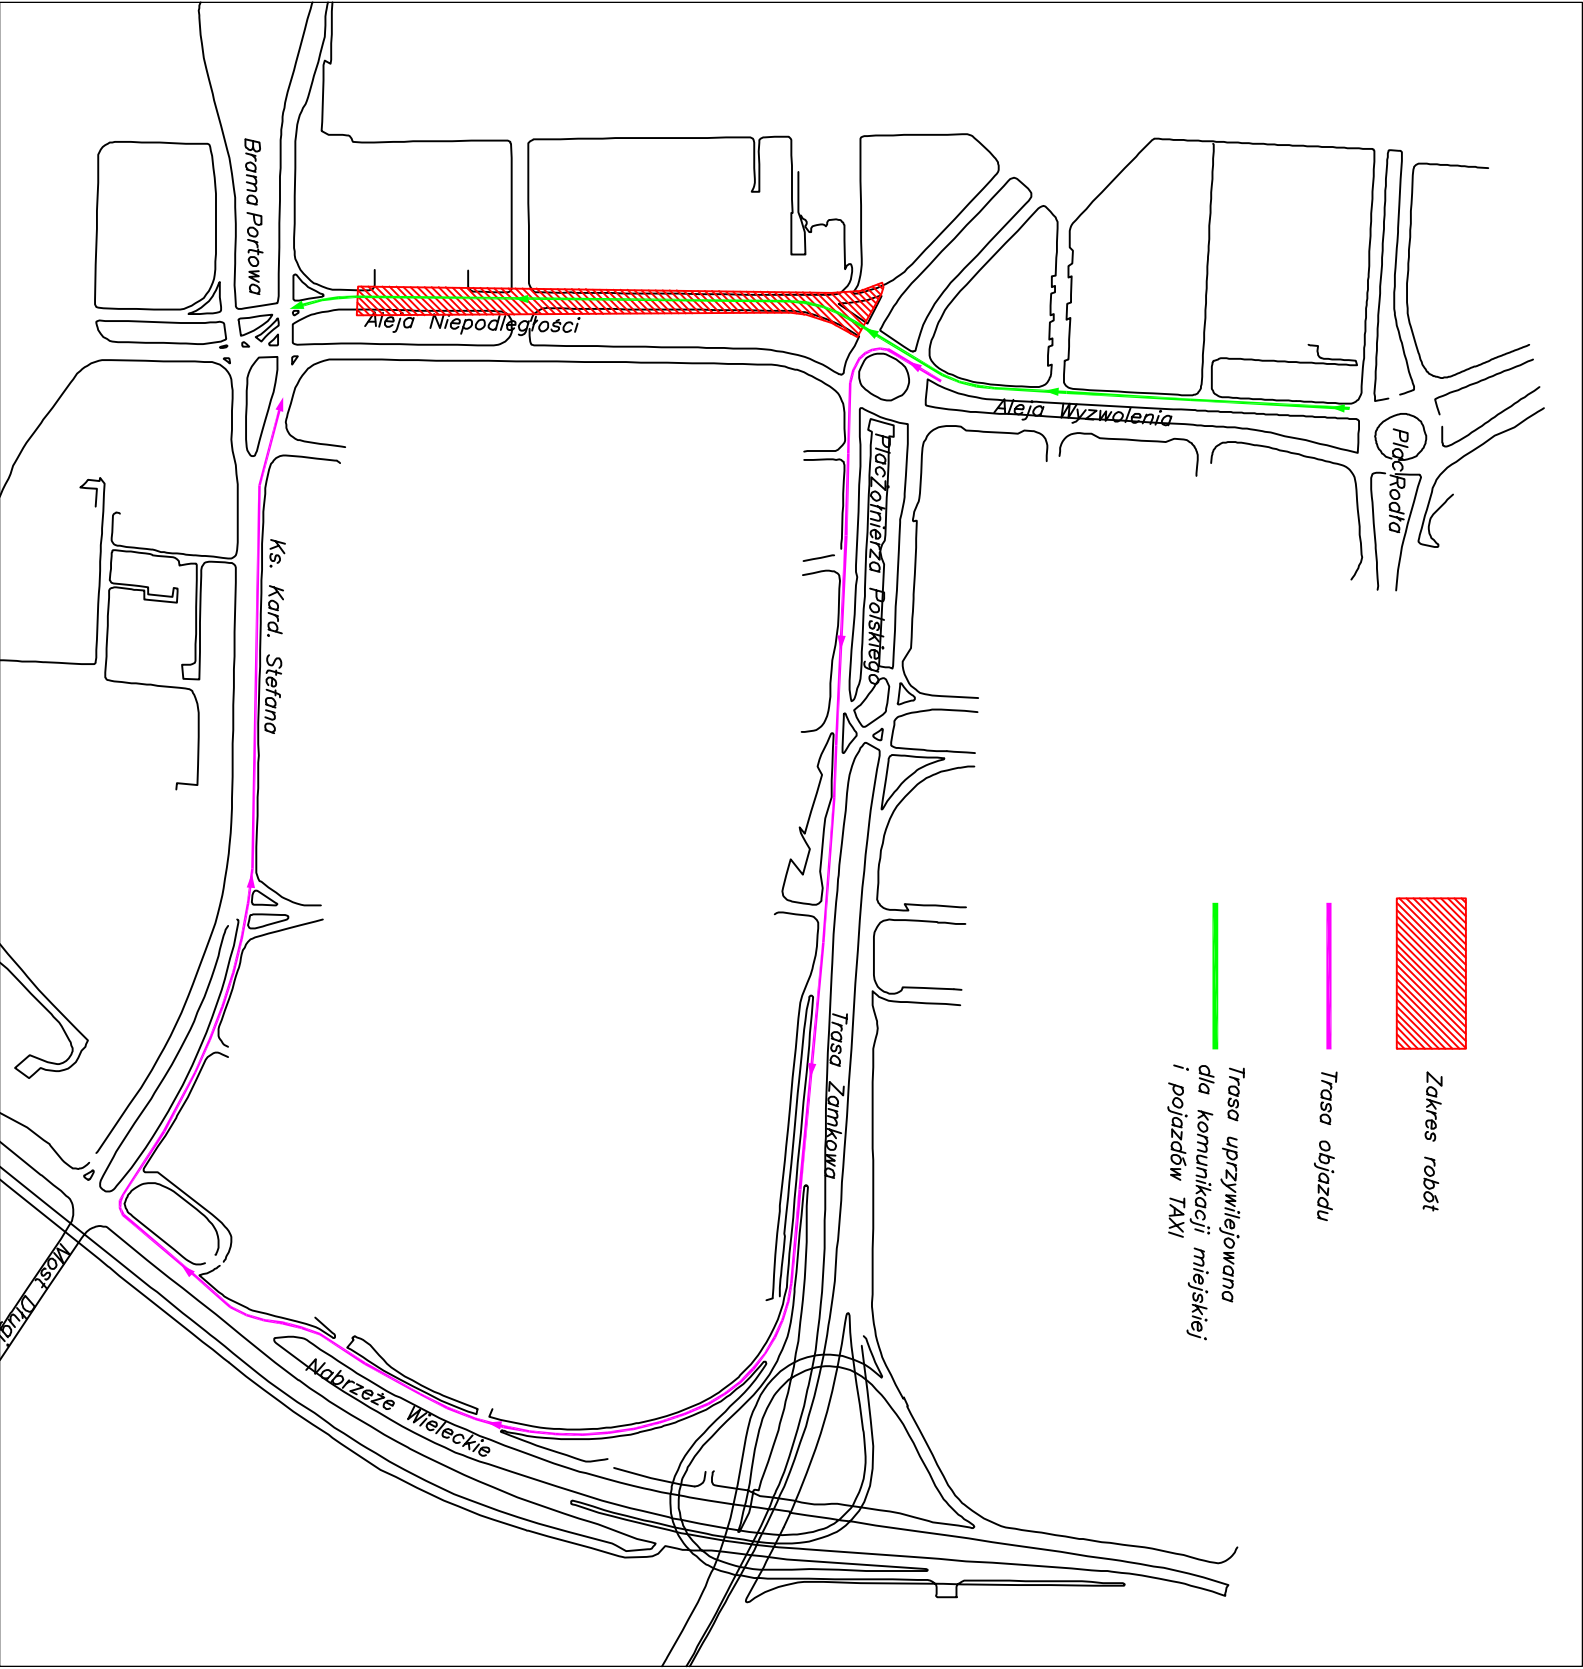 Plac Rodła
Aleja Wyzwolenia
Plac Żołnierza Polskiego
Aleja Niepodległości
Brama Portowa
Ks. Kard. Stefana
Trasa Zamkowa
Nabrzeże Wieleckie
Most Długi
Zakres robót
Trasa objazdu
Trasa uprzywilejowana
dla komunikacji miejskiej
i pojazdów TAXI